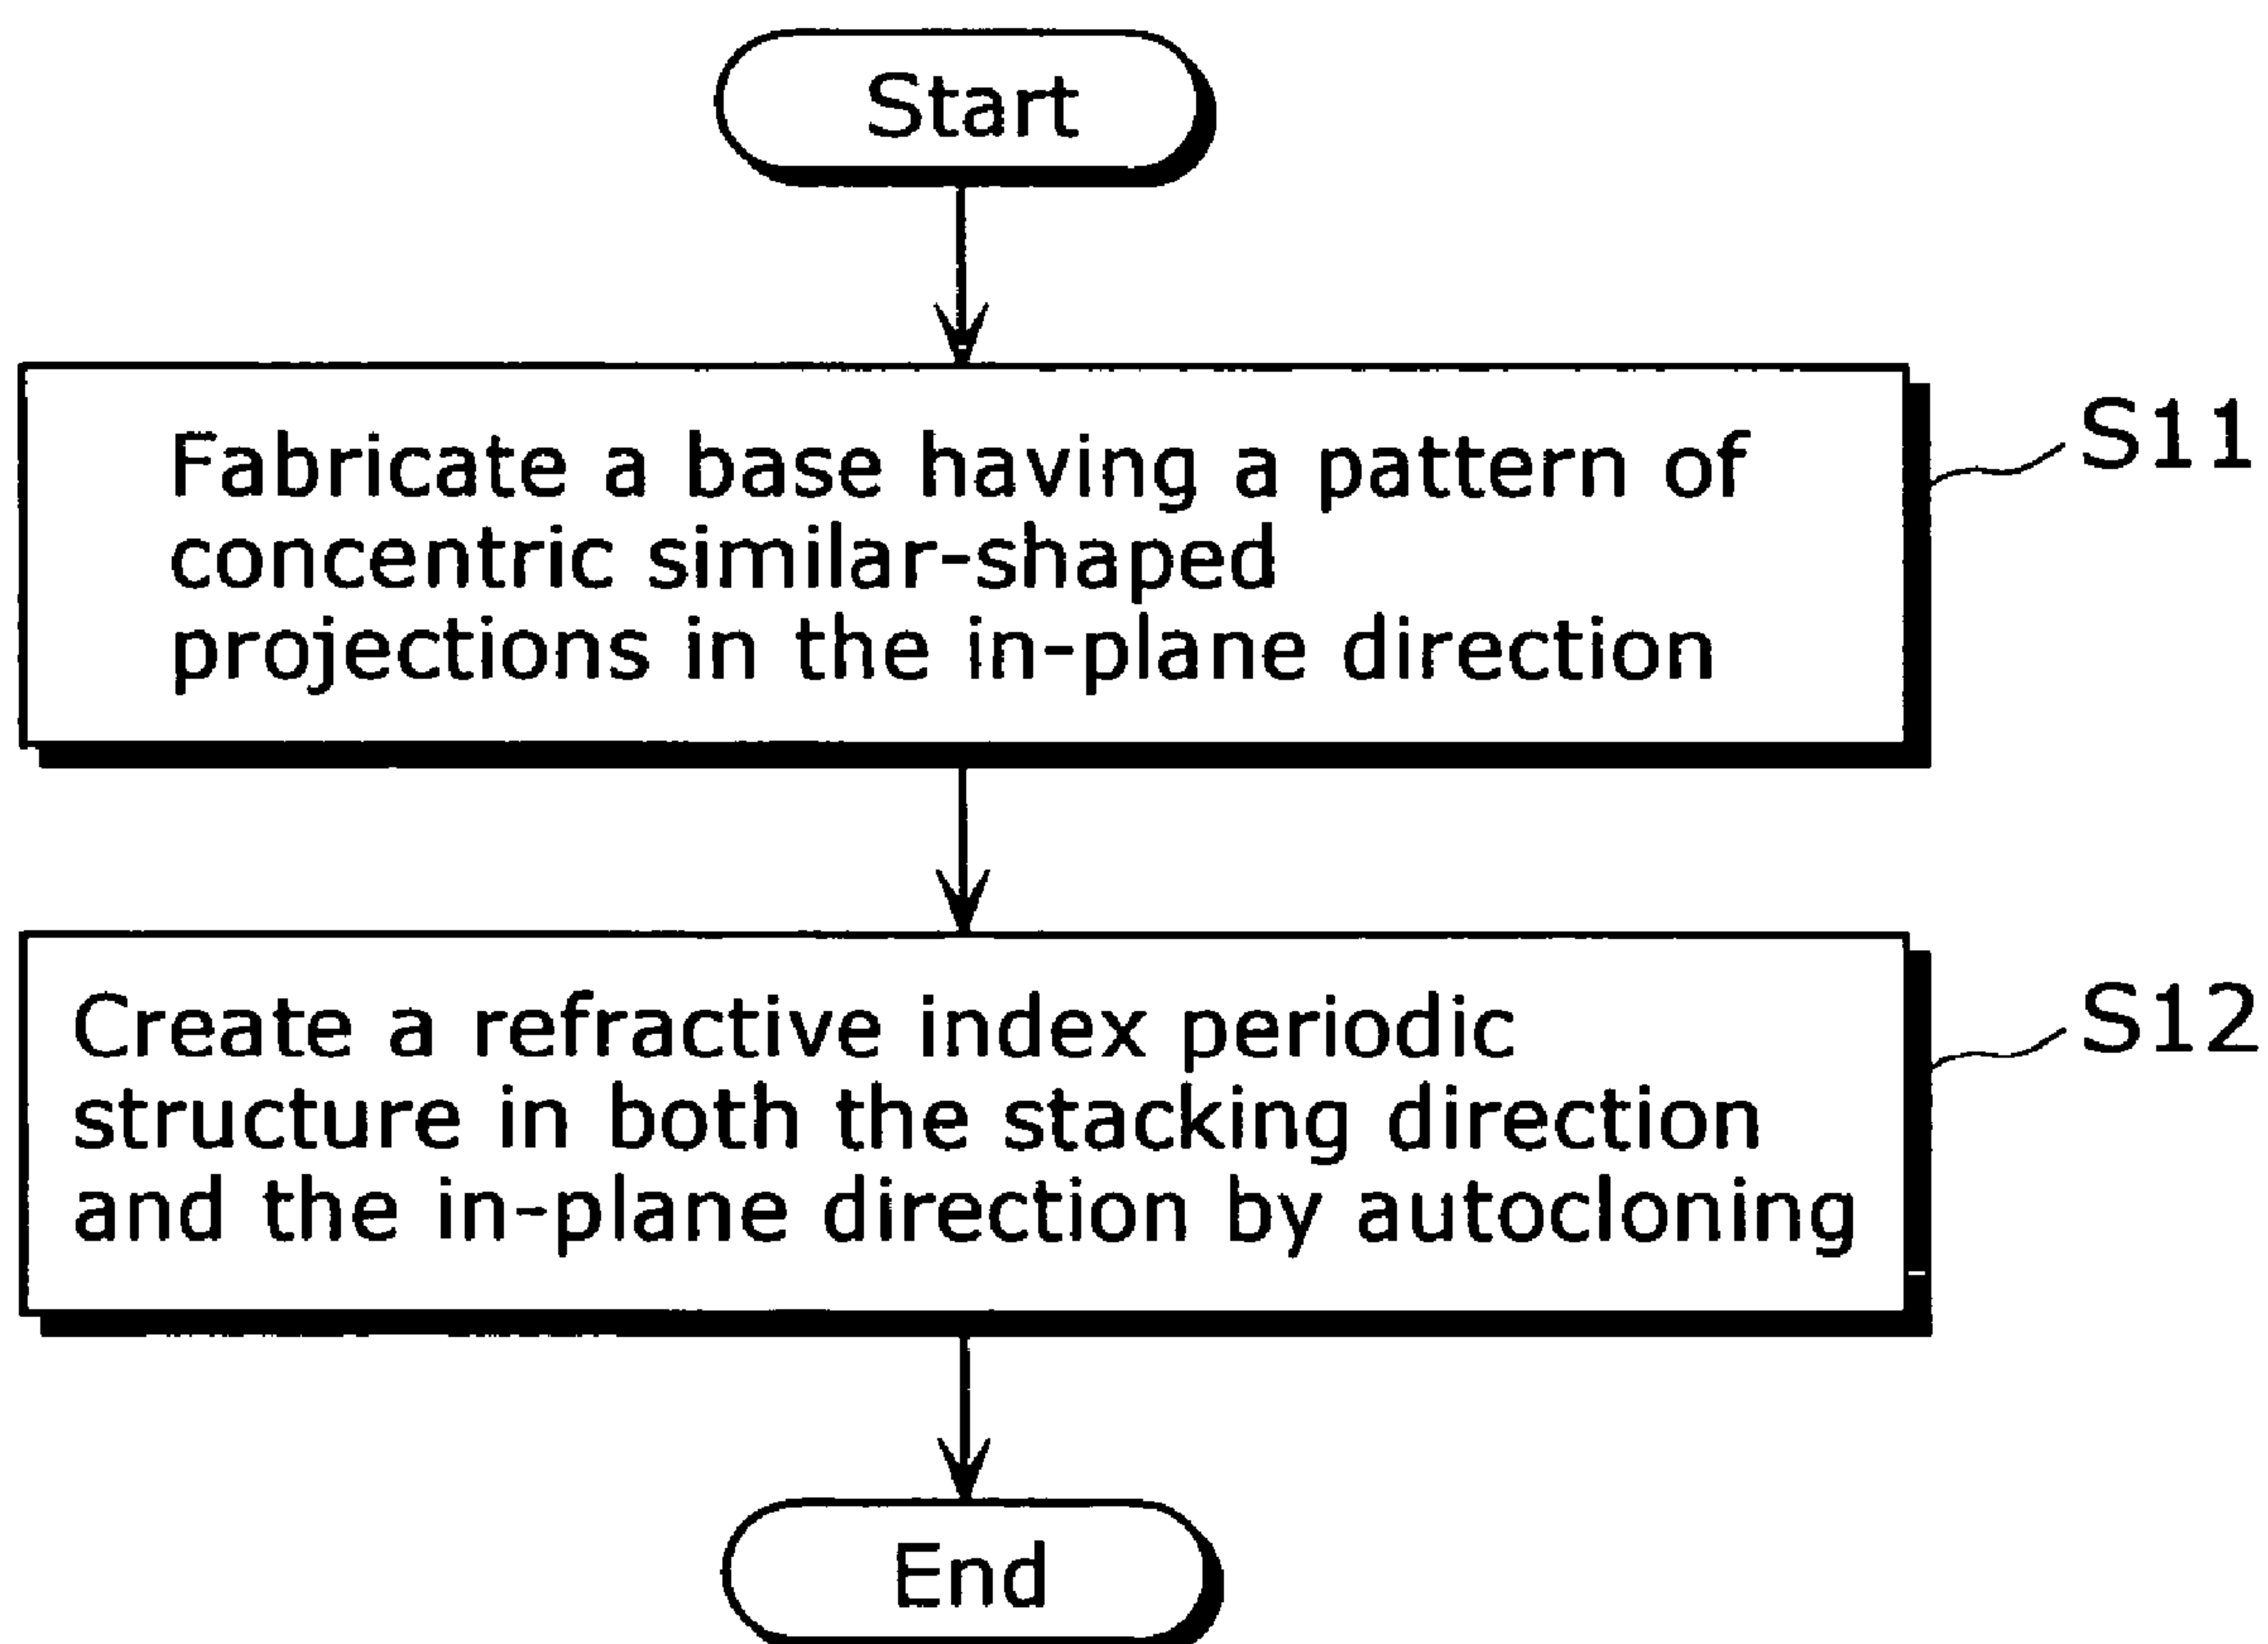 Start
Fabricate a base having a pattern of
concentric similar-shaped
projections in the in-plane direction
S11
Create a refractive index periodic
structure in both the stacking direction
and the in-plane direction by autocloning
S12
End